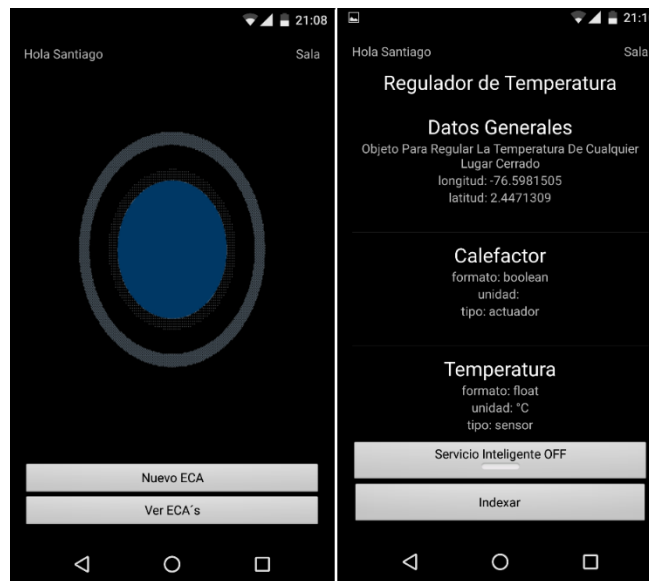 21:08
Hola Santiago
Sala
Nuevo ECA
Ver ECA´s
Hola Santiago
Sala
Regulador de Temperatura
Datos Generales
Objeto Para Regular La Temperatura De Cualquier
Lugar Cerrado
longitud: -76.5981505
latitud: 2.4471309
Calefactor
formato: boolean
unidad:
tipo: actuador
Temperatura
formato: float
unidad: °C
tipo: sensor
Servicio Inteligente OFF
Indexar